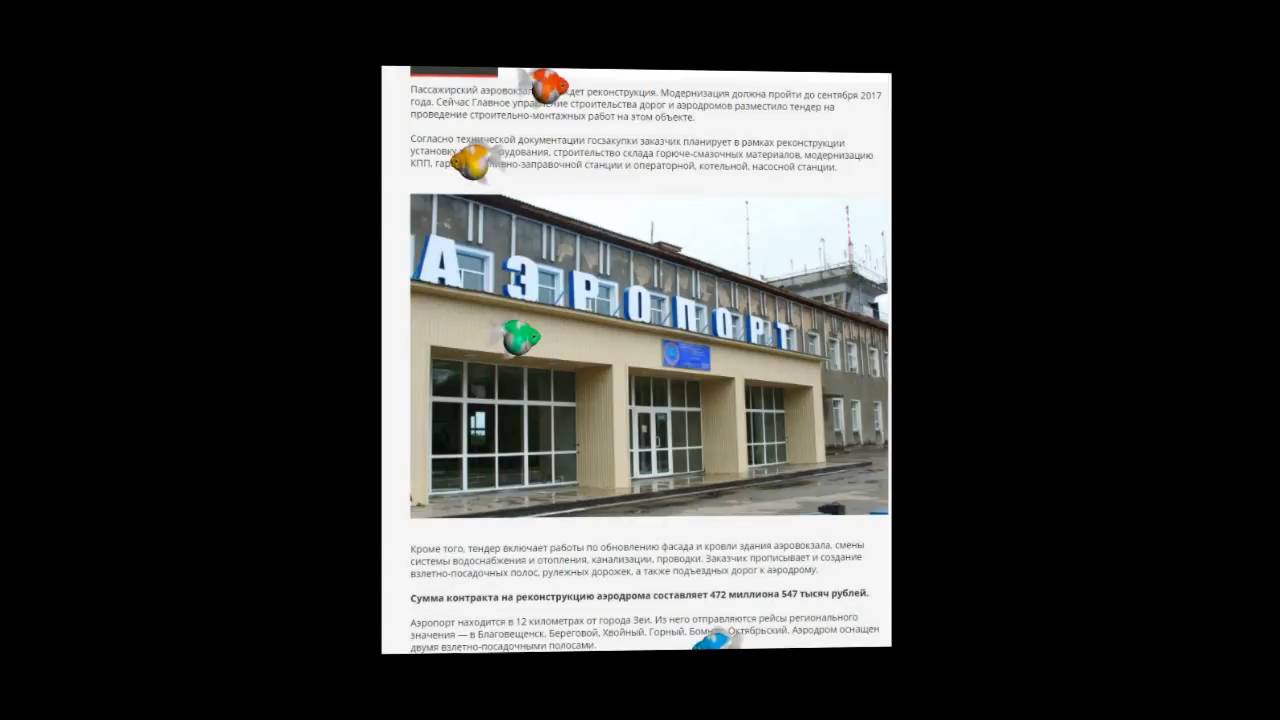 Пассажирский аэровокзал реконструкция. Модернизация должна пройти до сентября 2017
года. Сейчас Главное управление строительства дорог и аэродромов разместило тендер на
проведение строительно-монтажных работ на этом объекте.
Согласно технической документации госзакупки заказчик планирует в рамках реконструкции
установку строительство склада горюче-смазочных материалов, модернизацию
КПП, станции и операторной, котельной, насосной станции.
АЭРОПОРТ
Кроме того, тендер включает работы по обновлению фасада и кровли здания аэровокзала, смены
системы водоснабжения и отопления, канализации, проводки. Заказчик прописывает и создание
взлетно-посадочных полос, рулежных дорожек, а также подъездных дорог к аэродрому.
Сумма контракта на реконструкцию аэродрома составляет 472 миллиона 547 тысяч рублей.
Аэропорт находится в 12 километрах от города Зеи. Из него отправляются рейсы регионального
значения — в Благовещенск, Береговой, Хвойный, Горный, Октябрьский. Аэродром оснащен
двумя взлетно-посадочными полосами.